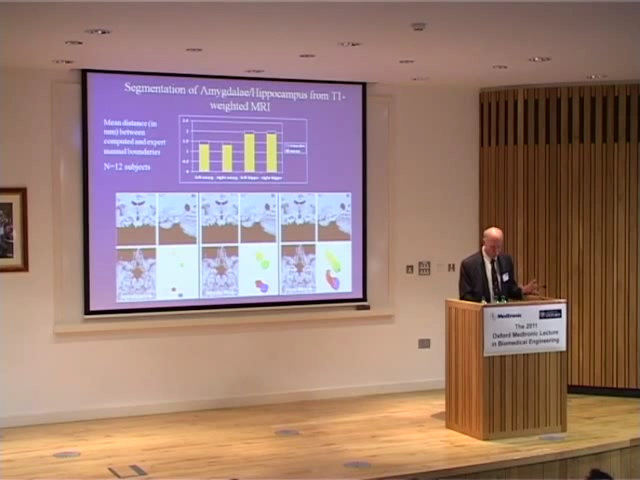 Segmentation of Amygdalae/Hippocampus from T1-
weighted MRI
Mean distance (in
mm) between
computed and expert
manual boundaries
N=12 subjects
Medtronic
The 2011
Oxford Medtronic Lecture
in Biomedical Engineering